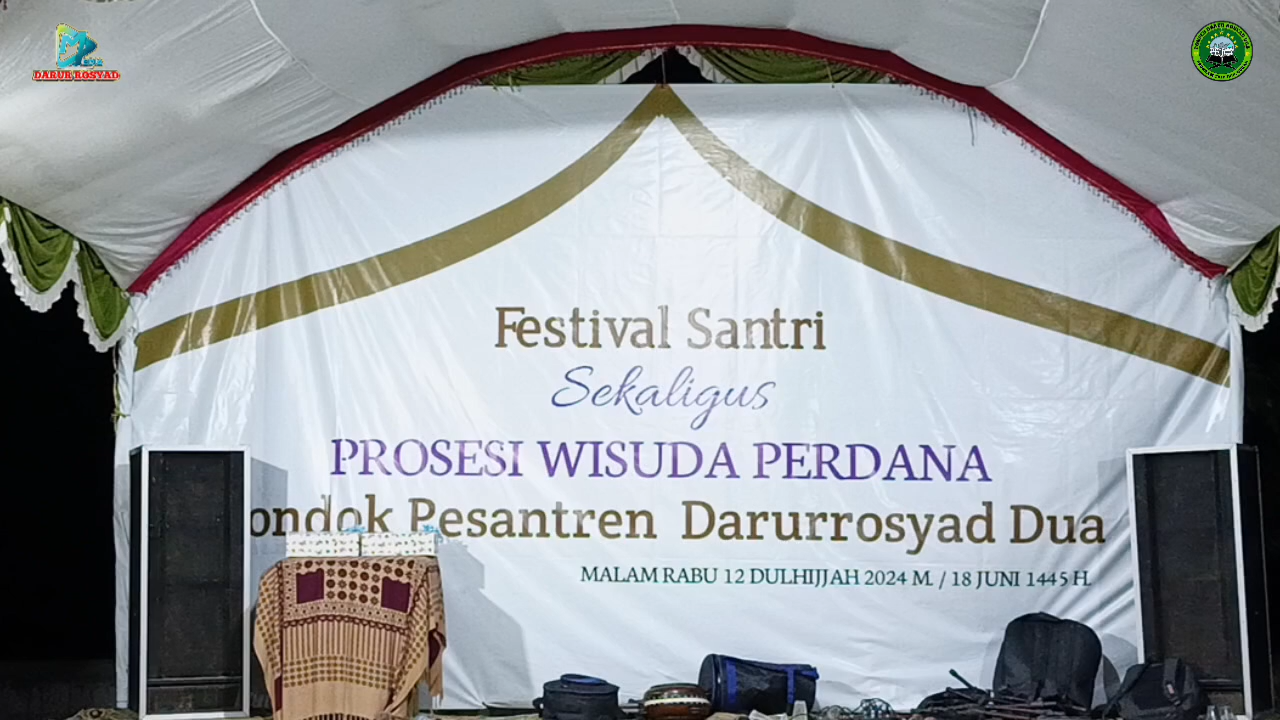 DARUR ROSYAD
Festival Santri
Sekaligus
PROSESI WISUDA PERDANA
ondok Pesantren Darurrosyad Dua
MALAM RABU 12 DULHIJJAH 2024 M. / 18 JUNI 1445 H.